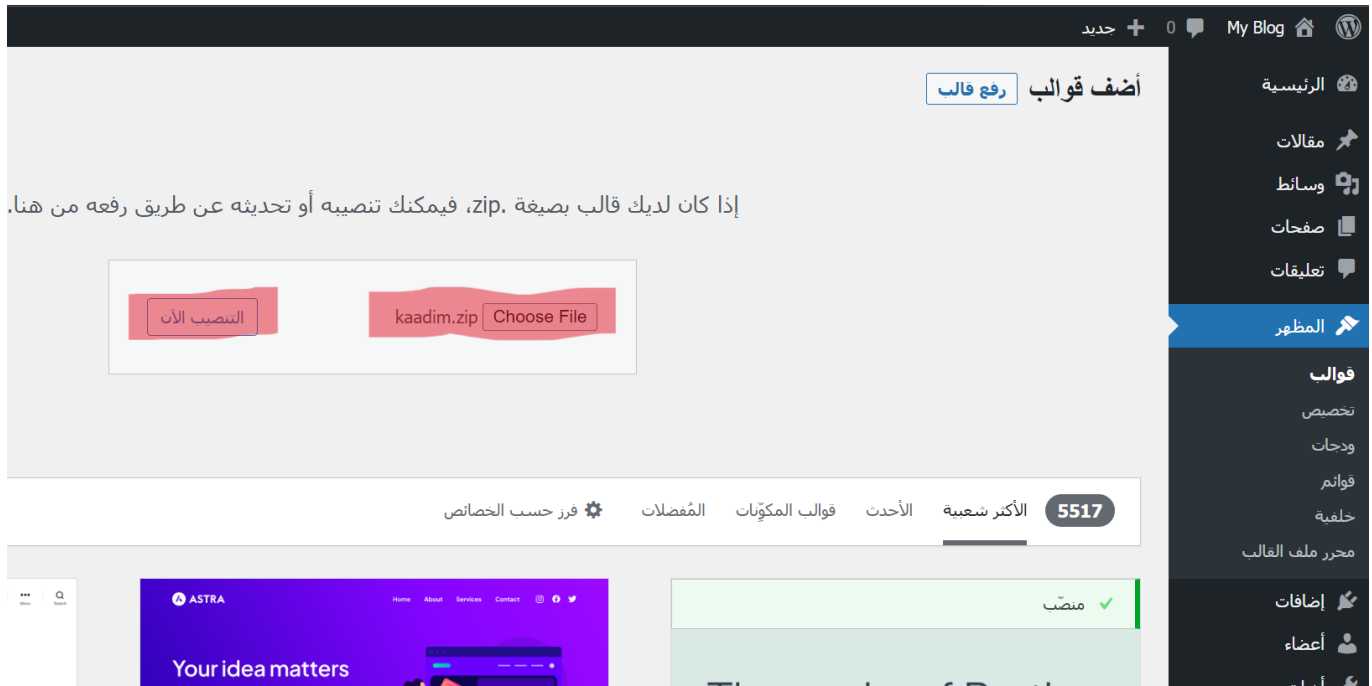 My Blog 0 جديد
الرئيسية
مقالات
وسائط
صفحات
تعليقات
المظهر
قوالب
تخصيص
ودجات
قوائم
خلفية
محرر ملف القالب
إضافات
أعضاء
أضف قوالب رفع قالب
إذا كان لديك قالب بصيغة .zip، فيمكنك تنصيبه أو تحديثه عن طريق رفعه من هنا.
Choose File kaadim.zip التنصيب الآن
5517 الأكثر شعبية الأحدث قوالب المكوّنات المُفضلات فرز حسب الخصائص
منصّب
ASTRA Home About Services Contact
Your idea matters
Menu Search